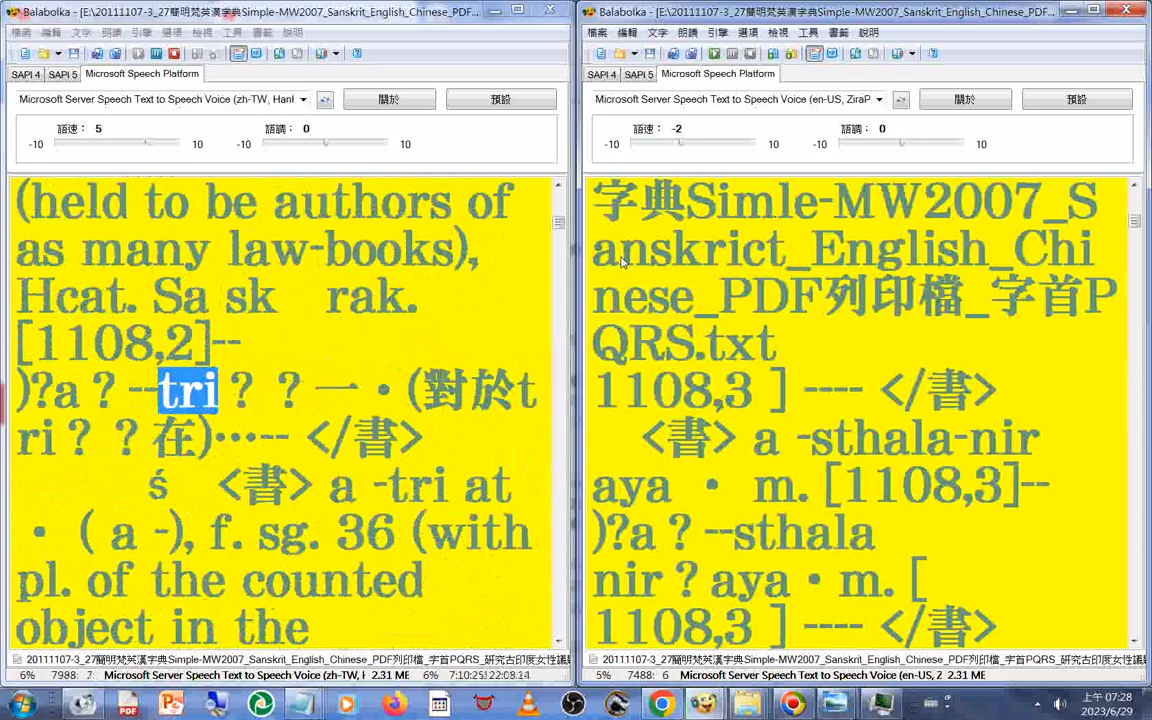 Balabolka - [E:\20111107-3_27簡明梵英漢字典Simple-MW2007_Sanskrit_English_Chinese_PDF...
檔案 編輯 文字 朗讀 引擎 選項 檢視 工具 書籤 說明
SAPI 4 SAPI 5 Microsoft Speech Platform
Microsoft Server Speech Text to Speech Voice (zh-TW, Hanl 關於 預設
語速： 5 語調： 0
-10 10 -10 10
(held to be authors of
as many law-books),
Hcat. Sa sk rak.
[1108,2]--
)?a？--tri？？一・(對於t
ri？？在)…-- </書>
ś <書> a -tri at
・ ( a -), f. sg. 36 (with
pl. of the counted
object in the
20111107-3_27簡明梵英漢字典Simple-MW2007_Sanskrit_English_Chinese_PDF列印檔_字首PQRS_研究古印度女性議
6% 7988: 7 Microsoft Server Speech Text to Speech Voice (zh-TW, H 2.31 ME 6% 7:10:25|22:08:14
Balabolka - [E:\20111107-3_27簡明梵英漢字典Simple-MW2007_Sanskrit_English_Chinese_PDF...
檔案 編輯 文字 朗讀 引擎 選項 檢視 工具 書籤 說明
SAPI 4 SAPI 5 Microsoft Speech Platform
Microsoft Server Speech Text to Speech Voice (en-US, ZiraP 關於 預設
語速： -2 語調： 0
-10 10 -10 10
字典Simle-MW2007_S
anskrict_English_Chi
nese_PDF列印檔_字首P
QRS.txt
1108,3 ] ---- </書>
<書> a -sthala-nir
aya ・ m. [1108,3]--
)?a？--sthala
nir？aya・m. [
1108,3 ] ---- </書>
20111107-3_27簡明梵英漢字典Simple-MW2007_Sanskrit_English_Chinese_PDF列印檔_字首PQRS_研究古印度女性議
5% 7488: 6 Microsoft Server Speech Text to Speech Voice (en-US, 2 2.31 ME
上午 07:28
2023/6/29